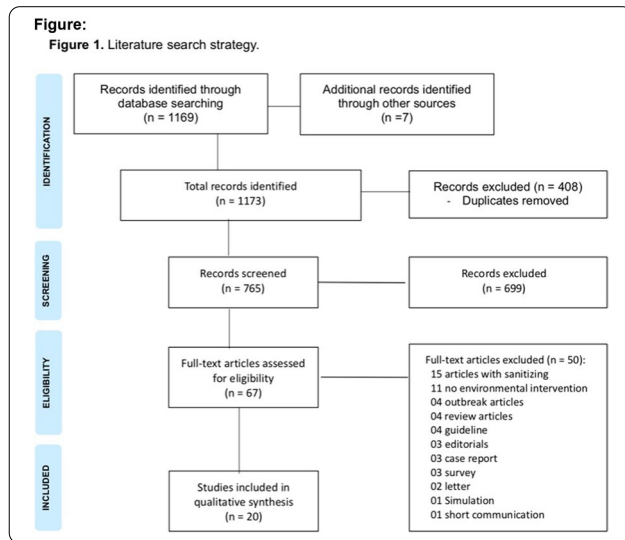 Figure:
Figure 1. Literature search strategy.
IDENTIFICATION
Records identified through
database searching
(n = 1169)
Additional records identified
through other sources
(n =7)
Total records identified
(n = 1173)
Records excluded (n = 408)
- Duplicates removed
SCREENING
Records screened
(n = 765)
Records excluded
(n = 699)
ELIGIBILITY
Full-text articles assessed
for eligibility
(n = 67)
Full-text articles excluded (n = 50):
15 articles with sanitizing
11 no environmental intervention
04 outbreak articles
04 review articles
04 guideline
03 editorials
03 case report
03 survey
02 letter
01 Simulation
01 short communication
INCLUDED
Studies included in
qualitative synthesis
(n = 20)